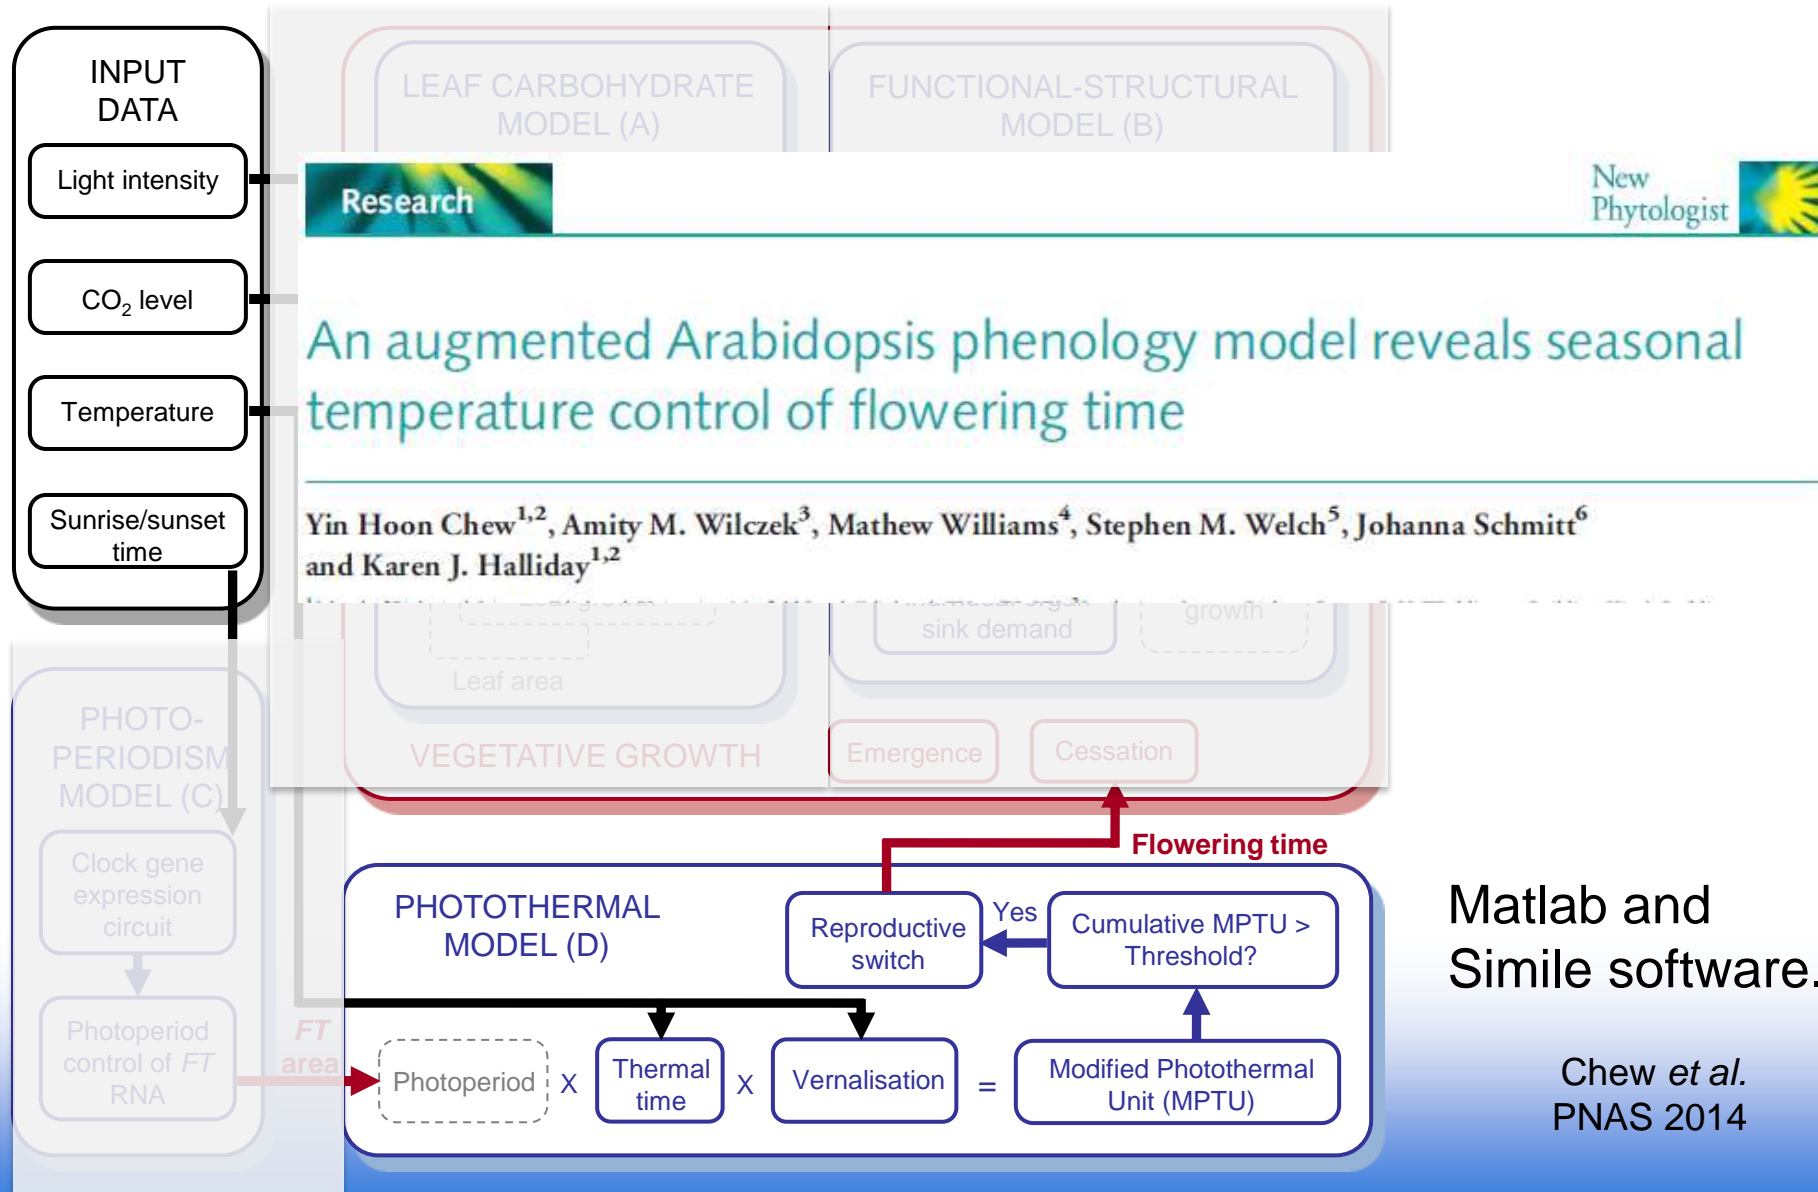 INPUT
DATA
Light intensity
CO₂ level
Temperature
Sunrise/sunset
time
LEAF CARBOHYDRATE
MODEL (A)
FUNCTIONAL-STRUCTURAL
MODEL (B)
Research
New
Phytologist
An augmented Arabidopsis phenology model reveals seasonal
temperature control of flowering time
Yin Hoon Chew1,2, Amity M. Wilczek3, Mathew Williams4, Stephen M. Welch5, Johanna Schmitt6
and Karen J. Halliday1,2
sink demand
growth
Leaf area
VEGETATIVE GROWTH
Emergence
Cessation
PHOTO-
PERIODISM
MODEL (C)
Clock gene
expression
circuit
Photoperiod
control of FT
RNA
FT
area
Flowering time
PHOTOTHERMAL
MODEL (D)
Reproductive
switch
Yes
Cumulative MPTU >
Threshold?
Photoperiod
X
Thermal
time
X
Vernalisation
=
Modified Photothermal
Unit (MPTU)
Matlab and
Simile software.
Chew et al.
PNAS 2014